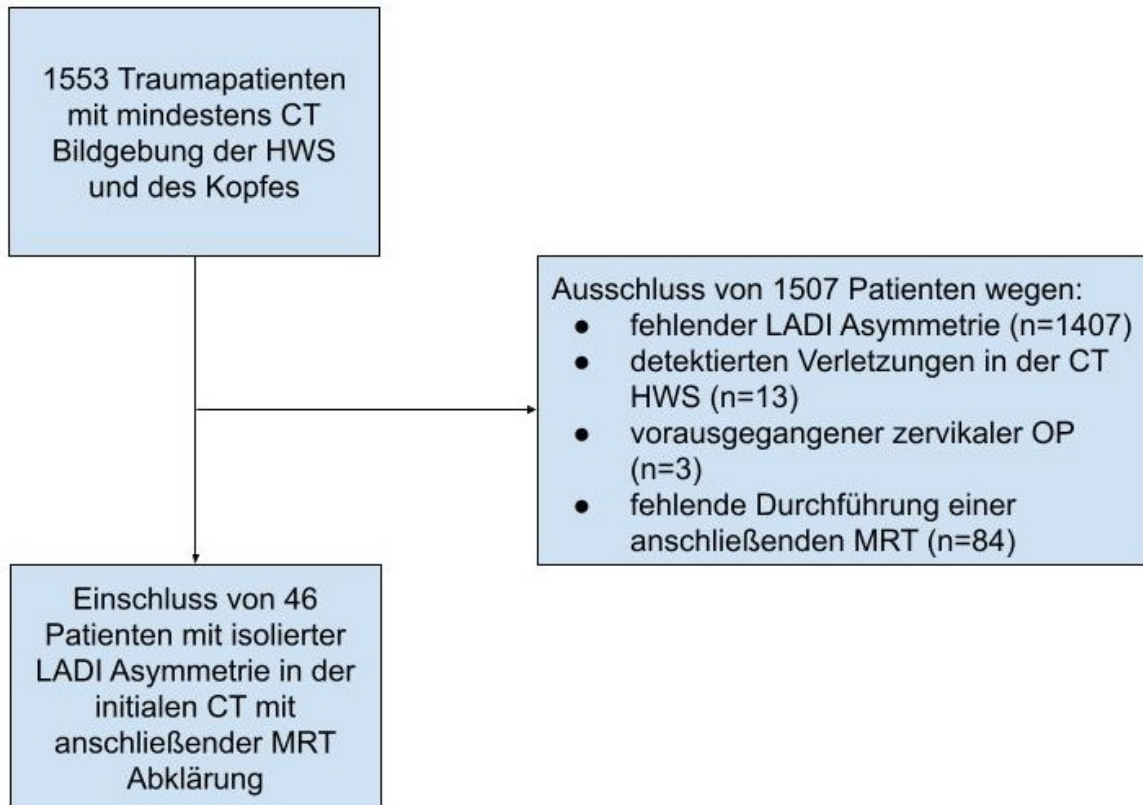 1553 Traumapatienten
mit mindestens CT
Bildgebung der HWS
und des Kopfes
Ausschluss von 1507 Patienten wegen:
● fehlender LADI Asymmetrie (n=1407)
● detektierten Verletzungen in der CT
HWS (n=13)
● vorausgegangener zervikaler OP
(n=3)
● fehlende Durchführung einer
anschließenden MRT (n=84)
Einschluss von 46
Patienten mit isolierter
LADI Asymmetrie in der
initialen CT mit
anschließender MRT
Abklärung